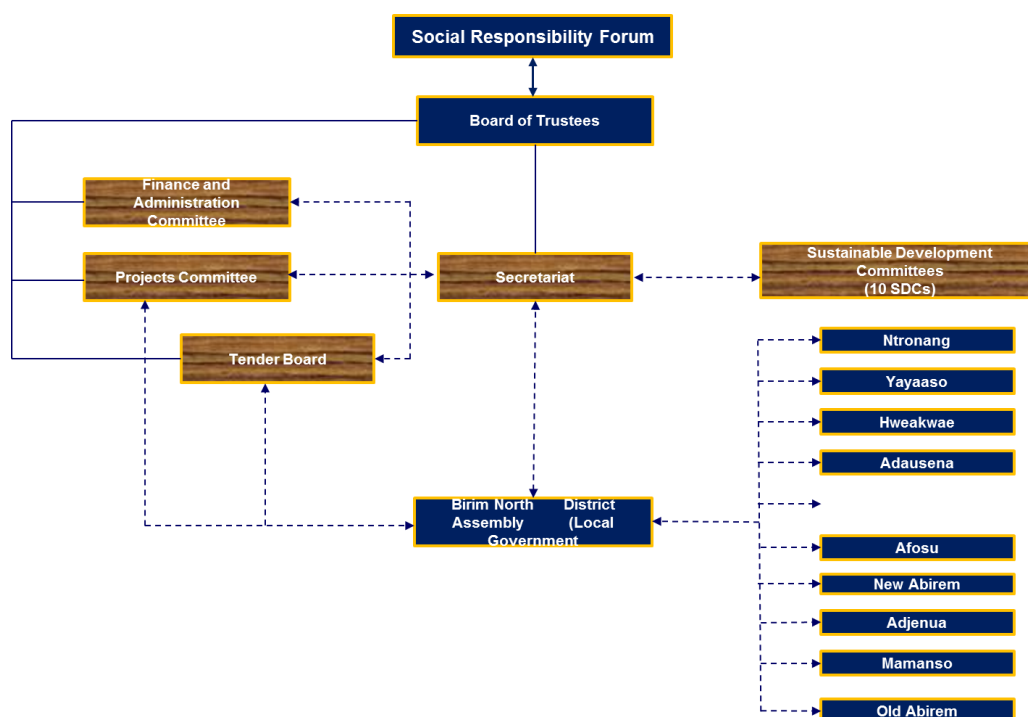 Social Responsibility Forum
Board of Trustees
Finance and
Administration
Committee
Projects Committee
Secretariat
Sustainable Development
Committees
(10 SDCs)
Tender Board
Ntronang
Yayaaso
Hweakwae
Adausena
Birim North District
Assembly (Local
Government
Afosu
New Abirem
Adjenua
Mamanso
Old Abirem